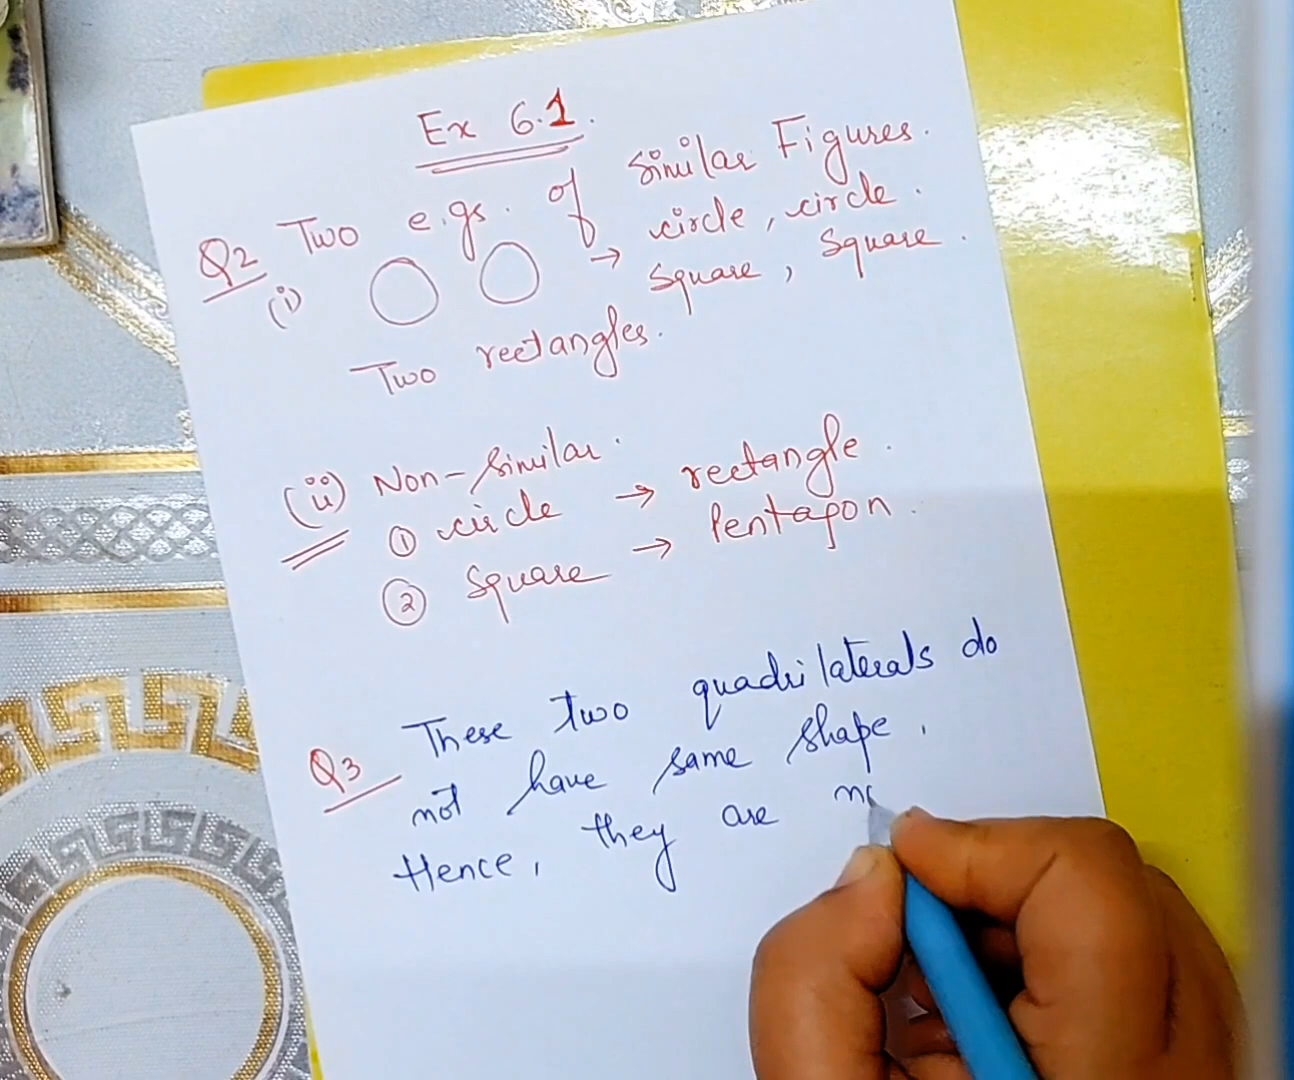 Ex 6.1.
Q2 Two e.gs. of similar Figures.
(i) → circle, circle.
square, square.
Two rectangles.
(ii) Non-similar.
① circle → rectangle.
② square → Pentagon.
Q3 These two quadrilaterals do
not have same shape.
Hence, they are no